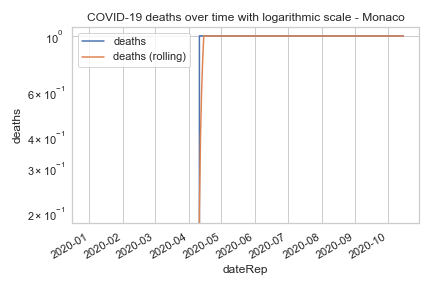 COVID-19 deaths over time with logarithmic scale - Monaco
deaths
deaths (rolling)
10⁰
6 × 10⁻¹
4 × 10⁻¹
3 × 10⁻¹
2 × 10⁻¹
deaths
2020-01
2020-02
2020-03
2020-04
2020-05
2020-06
2020-07
2020-08
2020-09
2020-10
dateRep